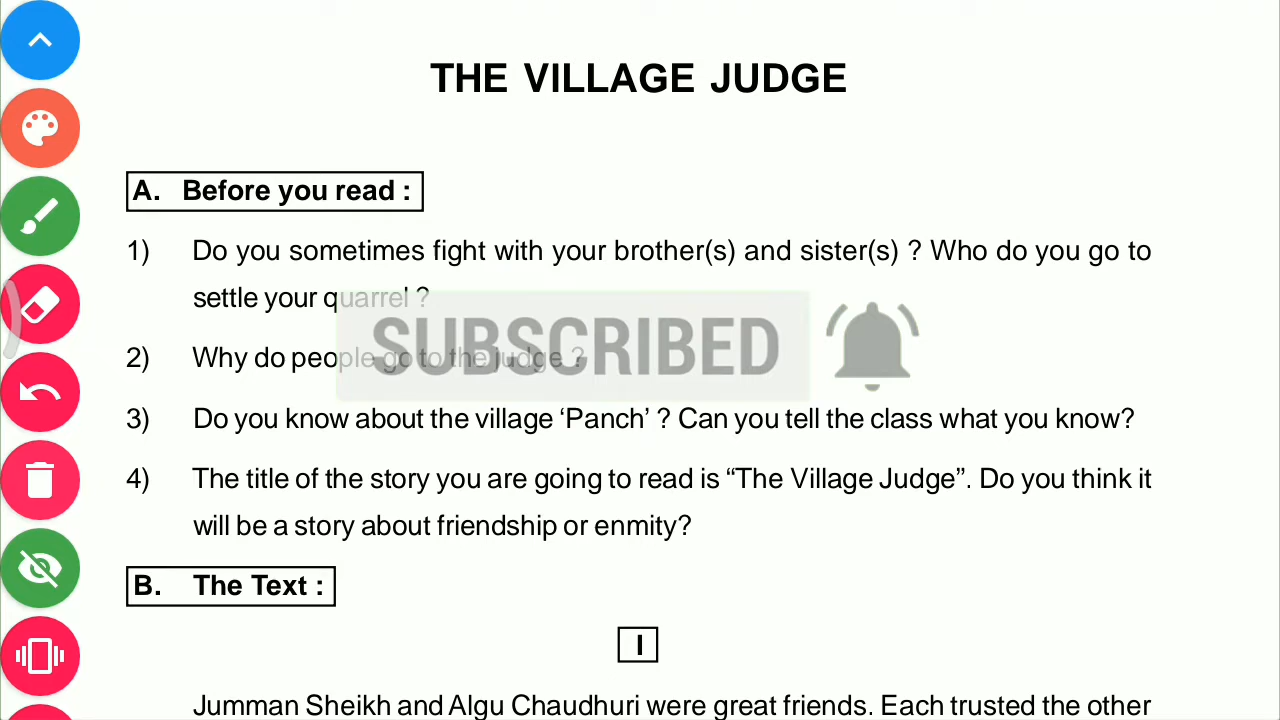 THE VILLAGE JUDGE
A. Before you read :
1) Do you sometimes fight with your brother(s) and sister(s) ? Who do you go to
settle your quarrel ?
SUBSCRIBED
2) Why do people go to the judge ?
3) Do you know about the village ‘Panch’ ? Can you tell the class what you know?
4) The title of the story you are going to read is “The Village Judge”. Do you think it
will be a story about friendship or enmity?
B. The Text :
I
Jumman Sheikh and Algu Chaudhuri were great friends. Each trusted the other